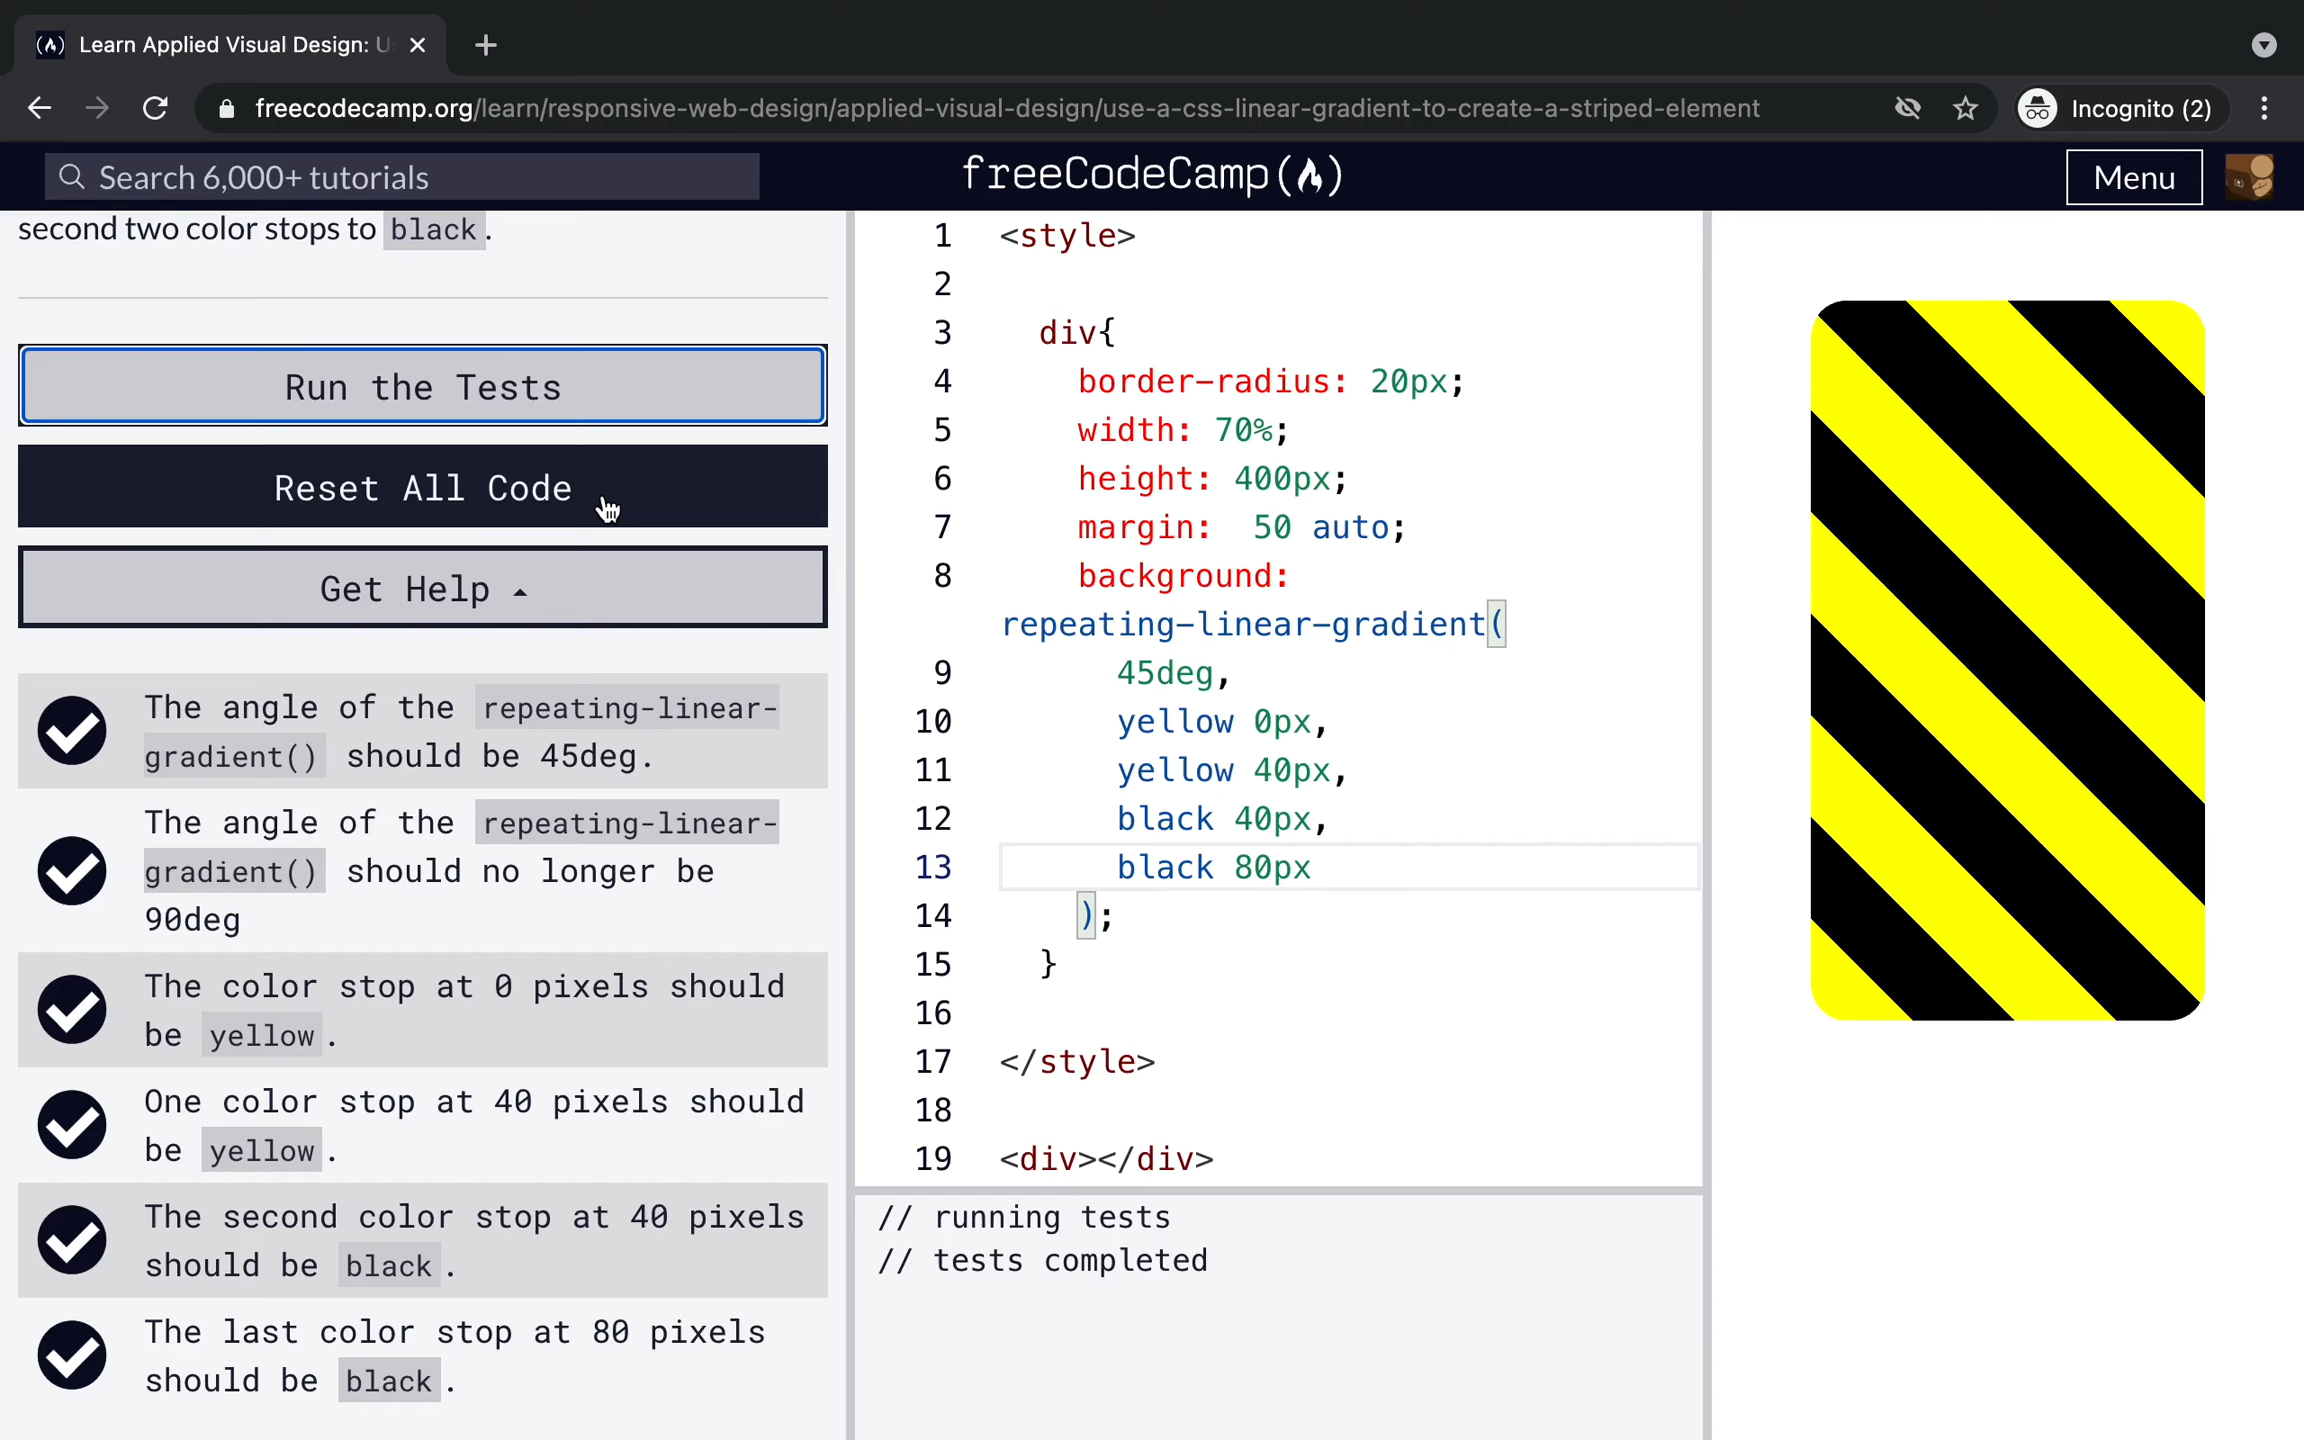 Learn Applied Visual Design: U
freecodecamp.org/learn/responsive-web-design/applied-visual-design/use-a-css-linear-gradient-to-create-a-striped-element
Incognito (2)
Search 6,000+ tutorials
freeCodeCamp
Menu
second two color stops to black.
Run the Tests
Reset All Code
Get Help
The angle of the repeating-linear-
gradient() should be 45deg.
The angle of the repeating-linear-
gradient() should no longer be
90deg
The color stop at 0 pixels should
be yellow.
One color stop at 40 pixels should
be yellow.
The second color stop at 40 pixels
should be black.
The last color stop at 80 pixels
should be black.
1 <style>
2
3 div{
4 border-radius: 20px;
5 width: 70%;
6 height: 400px;
7 margin:  50 auto;
8 background:
repeating-linear-gradient(
9 45deg,
10 yellow 0px,
11 yellow 40px,
12 black 40px,
13 black 80px
14 );
15 }
16
17 </style>
18
19 <div></div>
// running tests
// tests completed